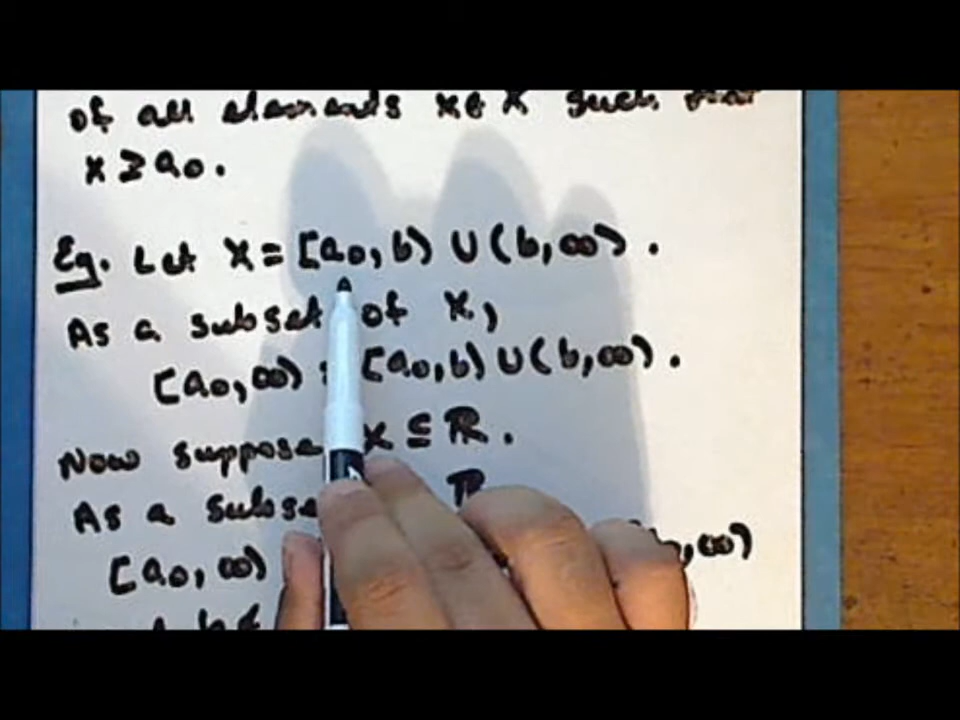 of all elements x ∈ X such that
x ≥ a₀.
Eg. Let X = [a₀, b) ∪ (b, ∞).
As a subset of X,
[a₀, ∞) = [a₀, b) ∪ (b, ∞).
Now suppose X ⊆ ℝ.
As a ℝ
[a₀, ∞) , ∞)